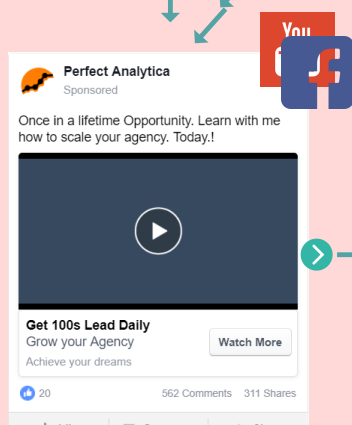 You
Perfect Analytica
Sponsored
Once in a lifetime Opportunity. Learn with me
how to scale your agency. Today.!
Get 100s Lead Daily
Grow your Agency
Watch More
Achieve your dreams
20
562 Comments 311 Shares